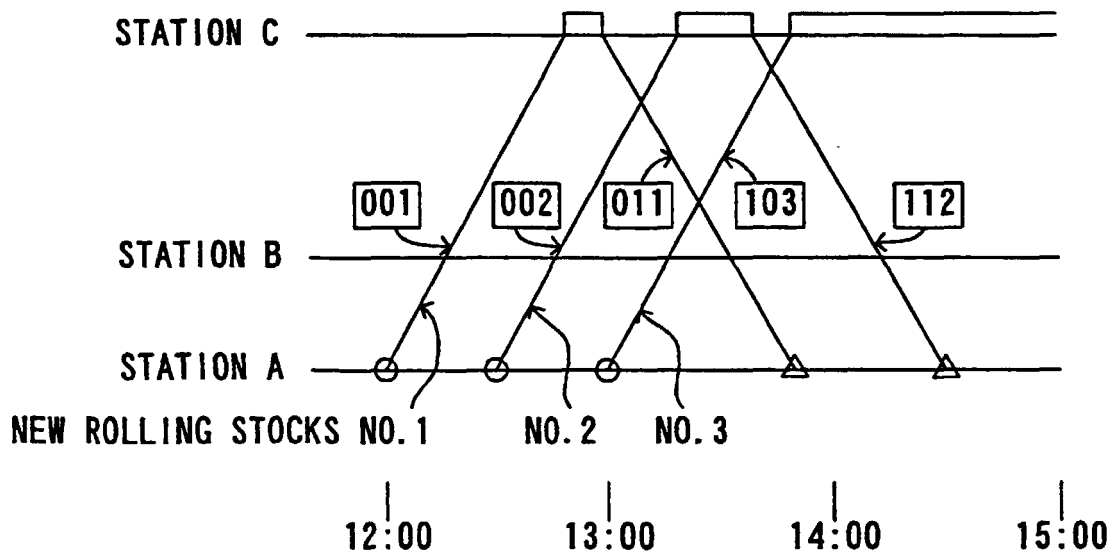 STATION C
001
002
011
103
112
STATION B
STATION A
NEW ROLLING STOCKS NO.1
NO.2
NO.3
12:00
13:00
14:00
15:00